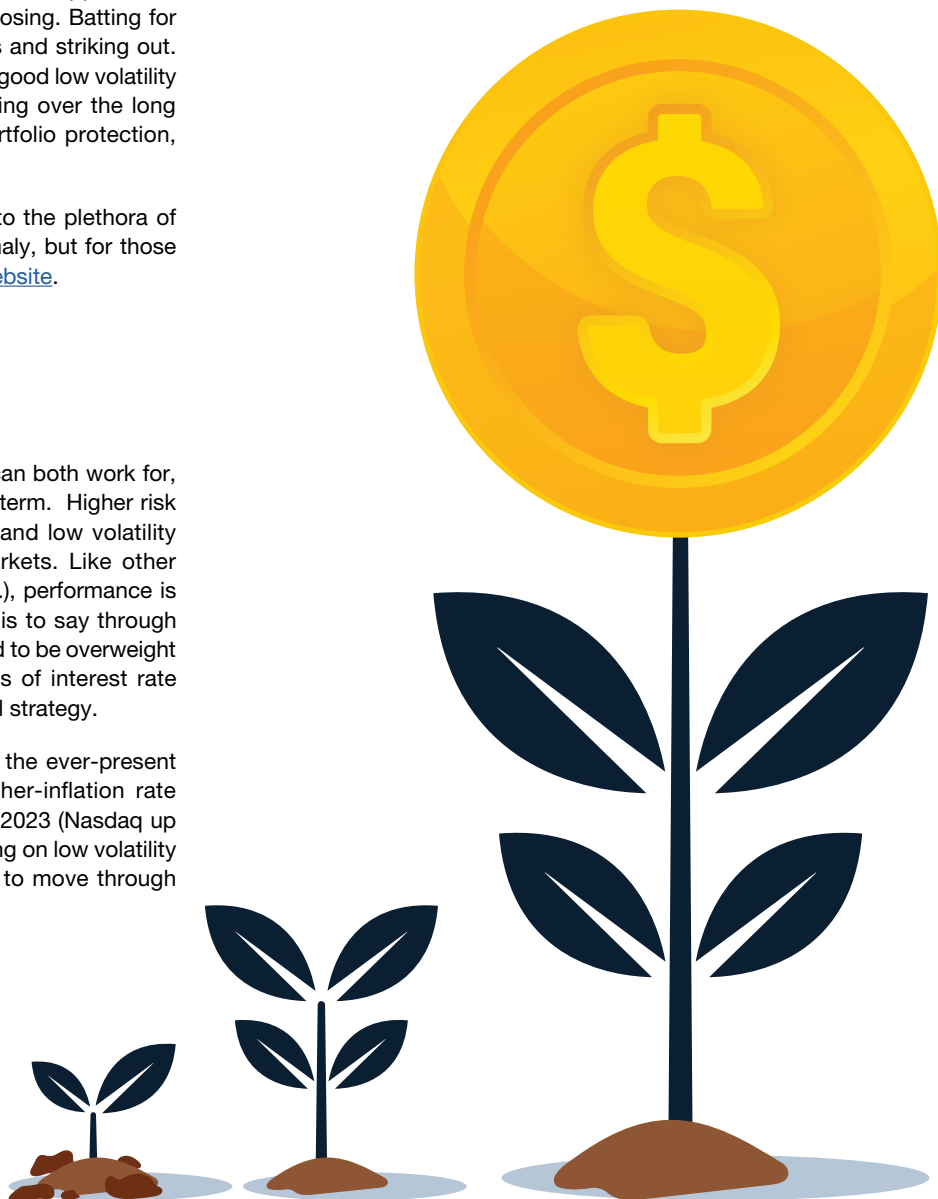 osing. Batting for
and striking out.
good low volatility
ing over the long
rtfolio protection,
to the plethora of
maly, but for those
ebsite.
can both work for,
term. Higher risk
and low volatility
rkets. Like other
.), performance is
is to say through
d to be overweight
s of interest rate
l strategy.
the ever-present
her-inflation rate
2023 (Nasdaq up
ng on low volatility
to move through
$